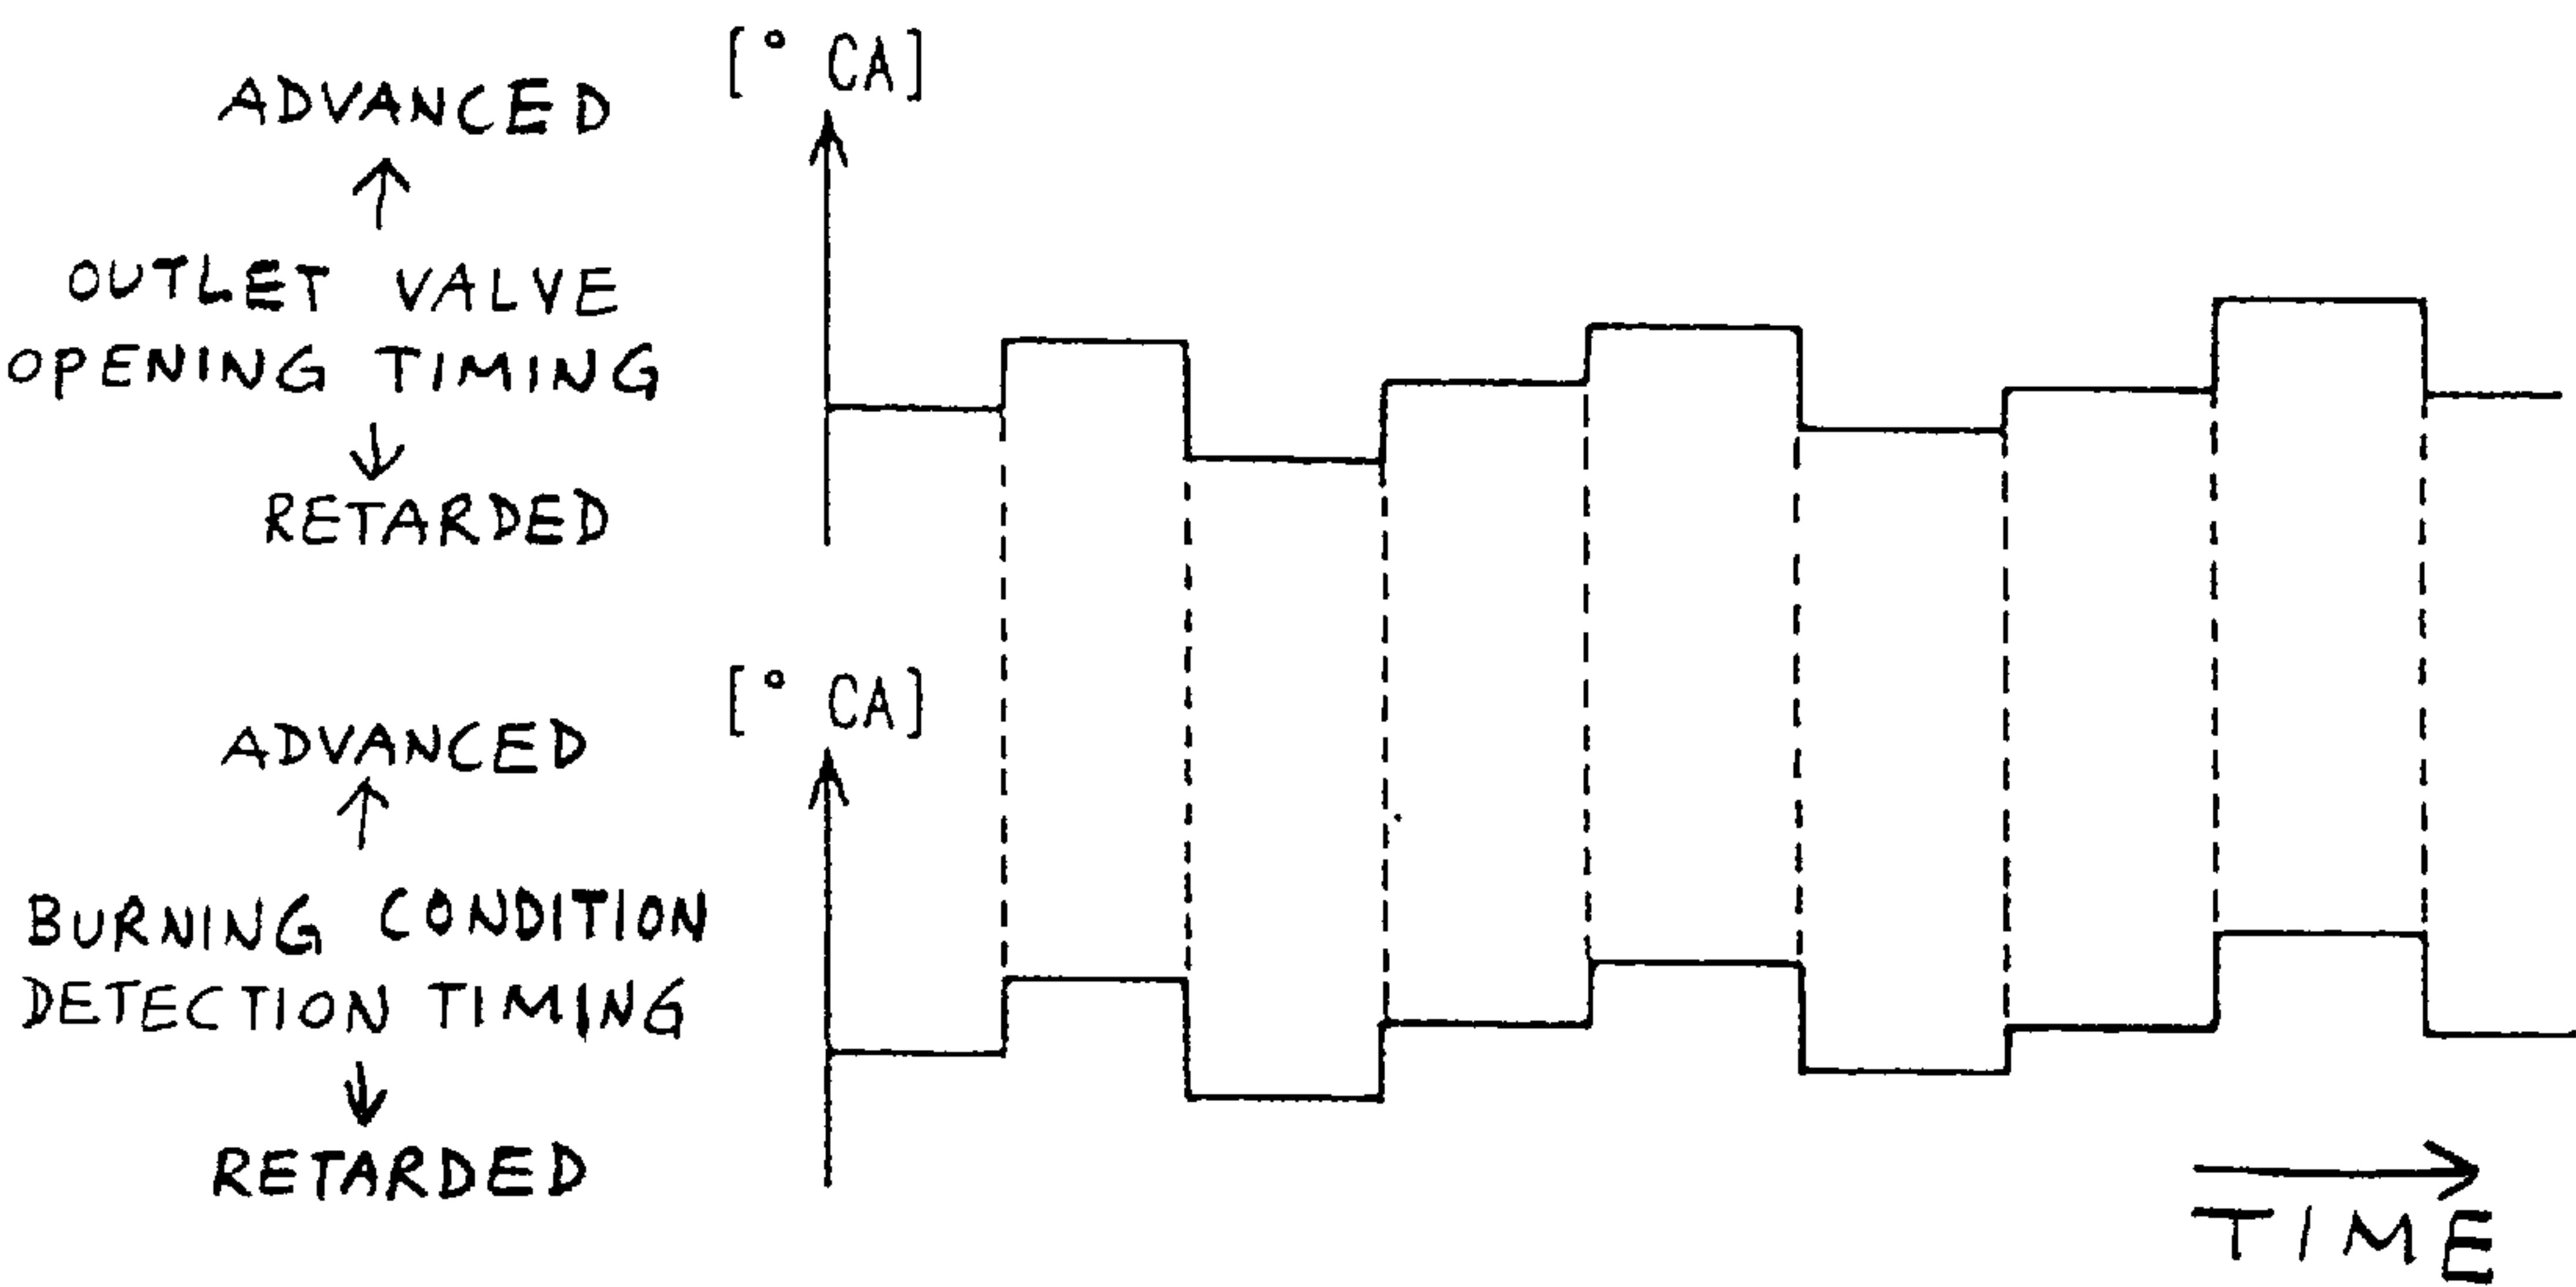 [° CA]
ADVANCED
↑
OUTLET VALVE
OPENING TIMING
↓
RETARDED
[° CA]
ADVANCED
↑
BURNING CONDITION
DETECTION TIMING
↓
RETARDED
TIME